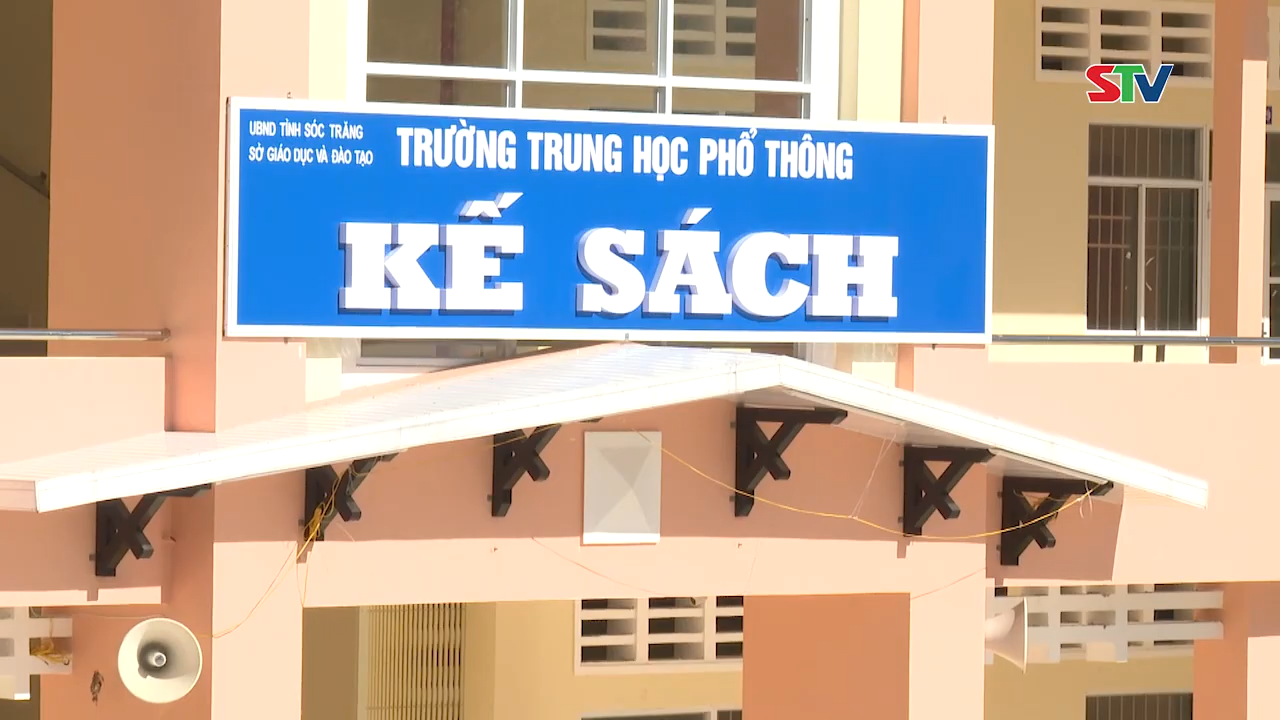 STV
UBND TỈNH SÓC TRĂNG
SỞ GIÁO DỤC VÀ ĐÀO TẠO
TRƯỜNG TRUNG HỌC PHỔ THÔNG
KẾ SÁCH